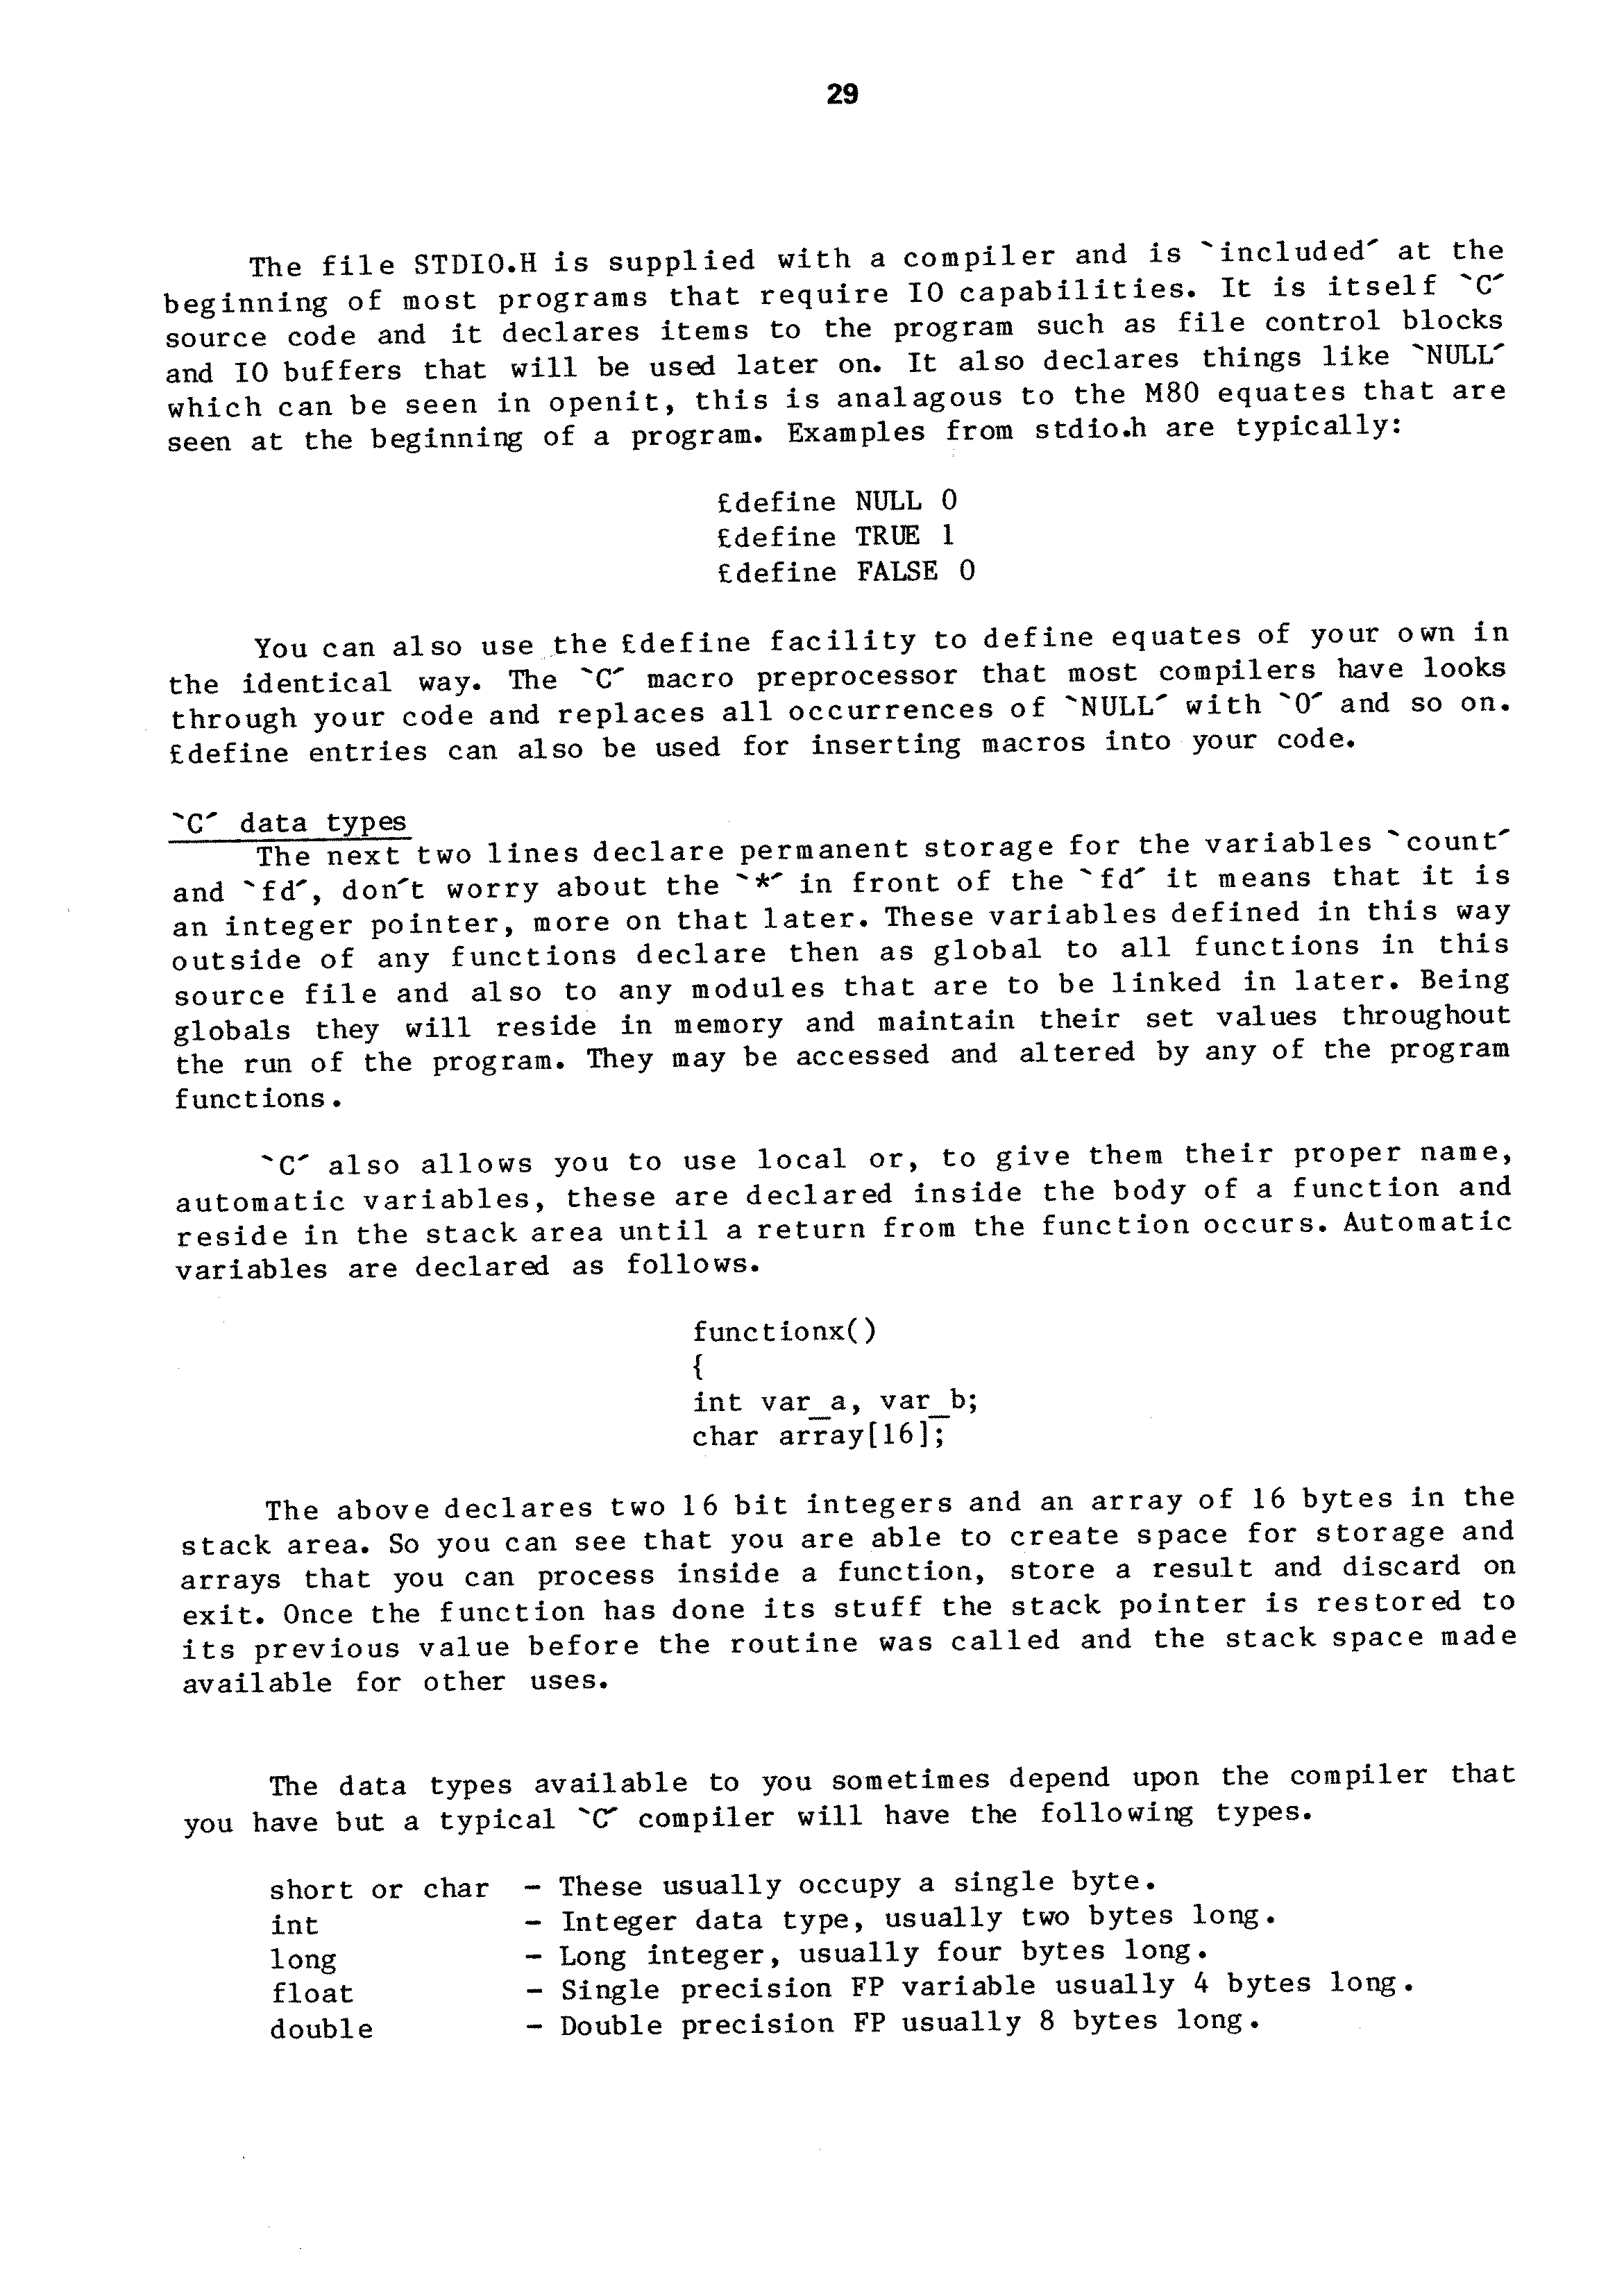 29
The file STDIO.H is supplied with a compiler and is `included´ at the
beginning of most programs that require IO capabilities. It is itself `C´
source code and it declares items to the program such as file control blocks
and IO buffers that will be used later on. It also declares things like `NULL´
which can be seen in openit, this is analagous to the M80 equates that are
seen at the beginning of a program. Examples from stdio.h are typically:
£define NULL 0
£define TRUE 1
£define FALSE 0
You can also use the £define facility to define equates of your own in
the identical way. The `C´ macro preprocessor that most compilers have looks
through your code and replaces all occurrences of `NULL´ with `0´ and so on.
£define entries can also be used for inserting macros into your code.
`C´ data types
The next two lines declare permanent storage for the variables `count´
and `fd´, don´t worry about the `*´ in front of the `fd´ it means that it is
an integer pointer, more on that later. These variables defined in this way
outside of any functions declare then as global to all functions in this
source file and also to any modules that are to be linked in later. Being
globals they will reside in memory and maintain their set values throughout
the run of the program. They may be accessed and altered by any of the program
functions.
`C´ also allows you to use local or, to give them their proper name,
automatic variables, these are declared inside the body of a function and
reside in the stack area until a return from the function occurs. Automatic
variables are declared as follows.
functionx()
{
int var_a, var_b;
char array[16];
The above declares two 16 bit integers and an array of 16 bytes in the
stack area. So you can see that you are able to create space for storage and
arrays that you can process inside a function, store a result and discard on
exit. Once the function has done its stuff the stack pointer is restored to
its previous value before the routine was called and the stack space made
available for other uses.
The data types available to you sometimes depend upon the compiler that
you have but a typical `C´ compiler will have the following types.
short or char - These usually occupy a single byte.
int - Integer data type, usually two bytes long.
long - Long integer, usually four bytes long.
float - Single precision FP variable usually 4 bytes long.
double - Double precision FP usually 8 bytes long.